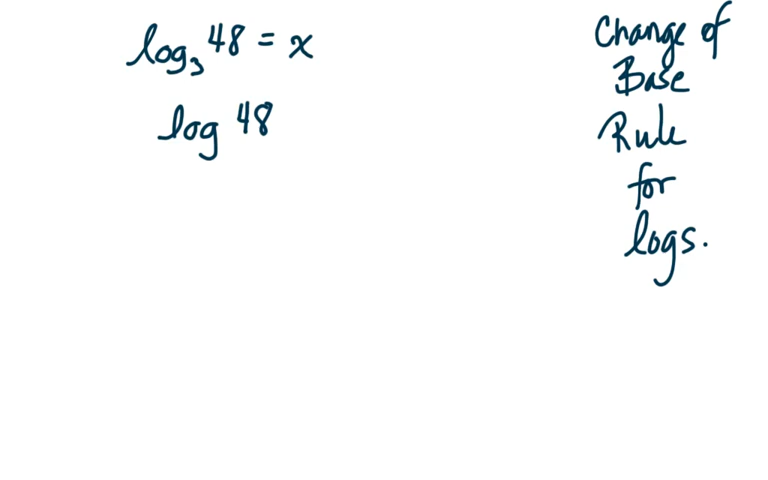 log₃ 48 = x
log 48
Change of
Base
Rule
for
logs.